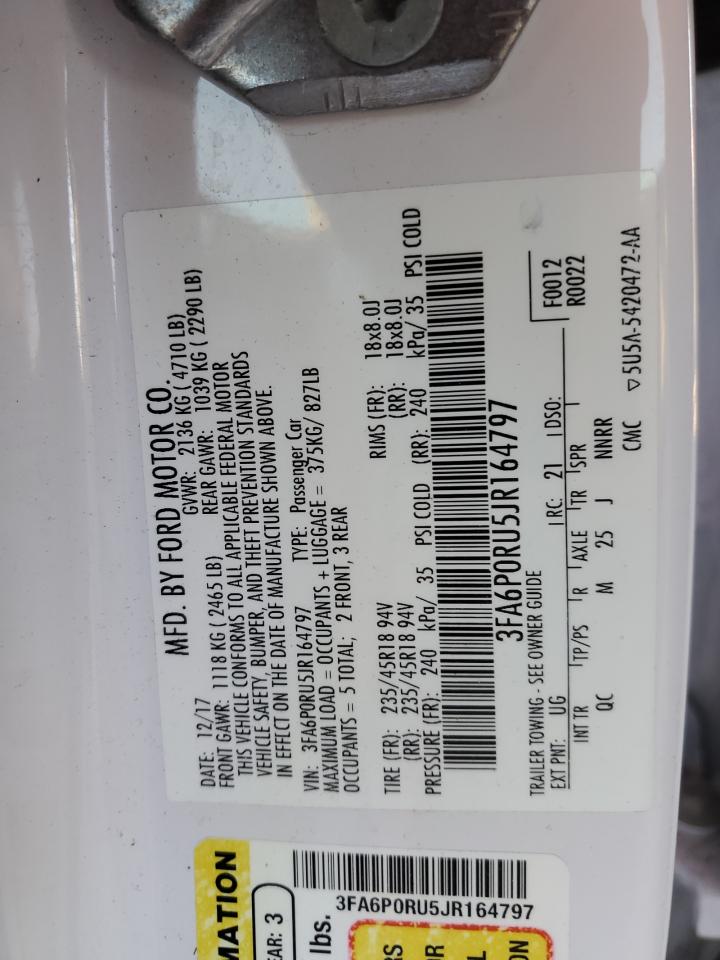 MFD. BY FORD MOTOR CO.
DATE: 12/17 GVWR: 2136 KG ( 4710 LB)
FRONT GAWR: 1118 KG ( 2465 LB) REAR GAWR: 1039 KG ( 2290 LB)
THIS VEHICLE CONFORMS TO ALL APPLICABLE FEDERAL MOTOR
VEHICLE SAFETY, BUMPER, AND THEFT PREVENTION STANDARDS
IN EFFECT ON THE DATE OF MANUFACTURE SHOWN ABOVE.
VIN: 3FA6P0RU5JR164797 TYPE: Passenger Car
MAXIMUM LOAD = OCCUPANTS + LUGGAGE = 375KG/ 827LB
OCCUPANTS = 5 TOTAL; 2 FRONT, 3 REAR
TIRE (FR): 235/45R18 94V RIMS (FR): 18x8.0J
(RR): 235/45R18 94V (RR): 18x8.0J
PRESSURE (FR): 240 kPa/ 35 PSI COLD (RR): 240 kPa/ 35 PSI COLD
3FA6P0RU5JR164797
TRAILER TOWING - SEE OWNER GUIDE F0012
EXT PNT: UG RC: 21 DSO: R0022
INT TR TP/PS R AXLE TR SPR
QC M 25 J NNRR
CMC ▽5U5A-5420472-AA
MATION
EAR: 3
lbs.
3FA6P0RU5JR164797
RS
OR
L
ON